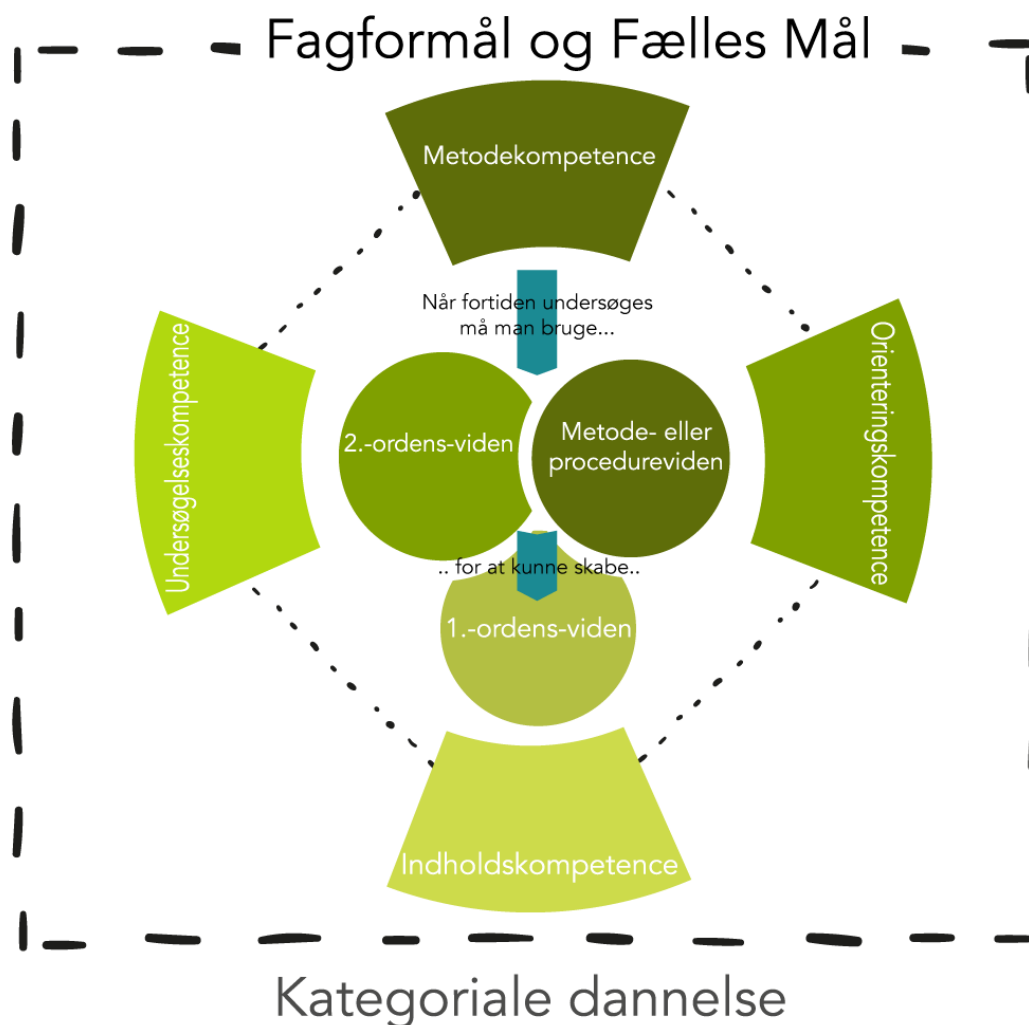 Fagformål og Fælles Mål
Metodekompetence
Når fortiden undersøges
må man bruge...
Undersøgelseskompetence
2.-ordens-viden
Metode- eller
procedureviden
Orienteringskompetence
.. for at kunne skabe..
1.-ordens-viden
Indholdskompetence
Kategoriale dannelse